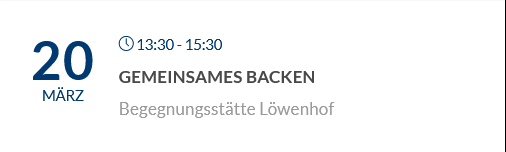 20
MÄRZ
13:30 - 15:30
GEMEINSAMES BACKEN
Begegnungsstätte Löwenhof